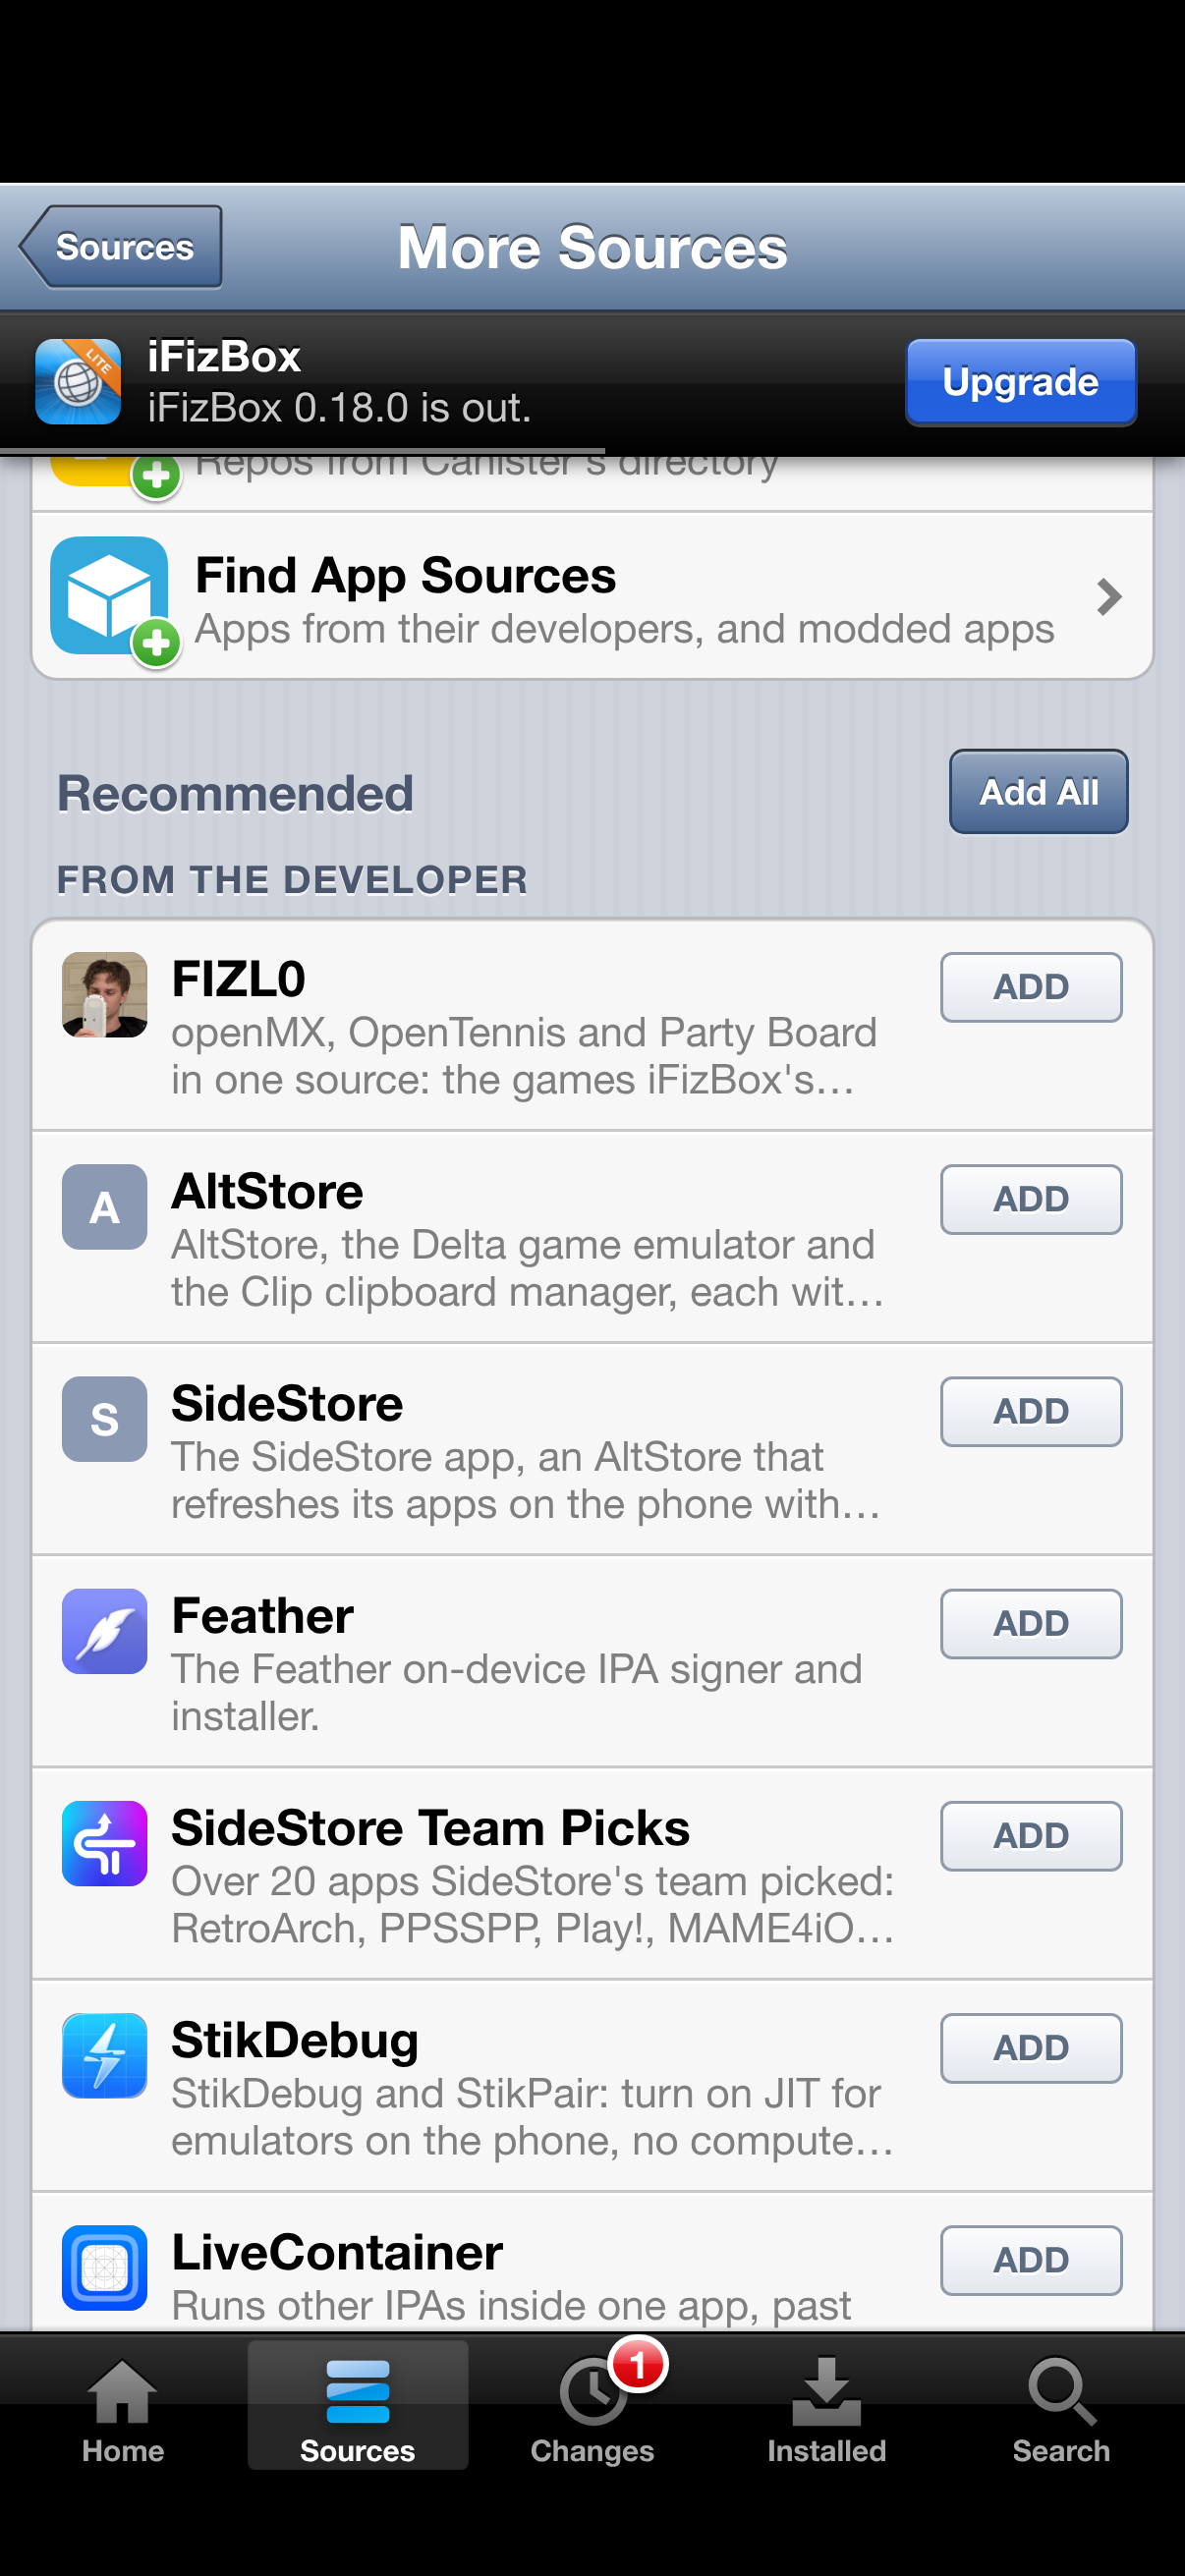 Sources
More Sources
LITE
iFizBox
iFizBox 0.18.0 is out.
Upgrade
Repos from Canister's directory
Find App Sources
Apps from their developers, and modded apps
Recommended
Add All
FROM THE DEVELOPER
FIZL0
ADD
openMX, OpenTennis and Party Board
in one source: the games iFizBox's…
A
AltStore
ADD
AltStore, the Delta game emulator and
the Clip clipboard manager, each wit…
S
SideStore
ADD
The SideStore app, an AltStore that
refreshes its apps on the phone with…
Feather
ADD
The Feather on-device IPA signer and
installer.
SideStore Team Picks
ADD
Over 20 apps SideStore's team picked:
RetroArch, PPSSPP, Play!, MAME4iO…
StikDebug
ADD
StikDebug and StikPair: turn on JIT for
emulators on the phone, no compute…
LiveContainer
ADD
Runs other IPAs inside one app, past
1
Home
Sources
Changes
Installed
Search